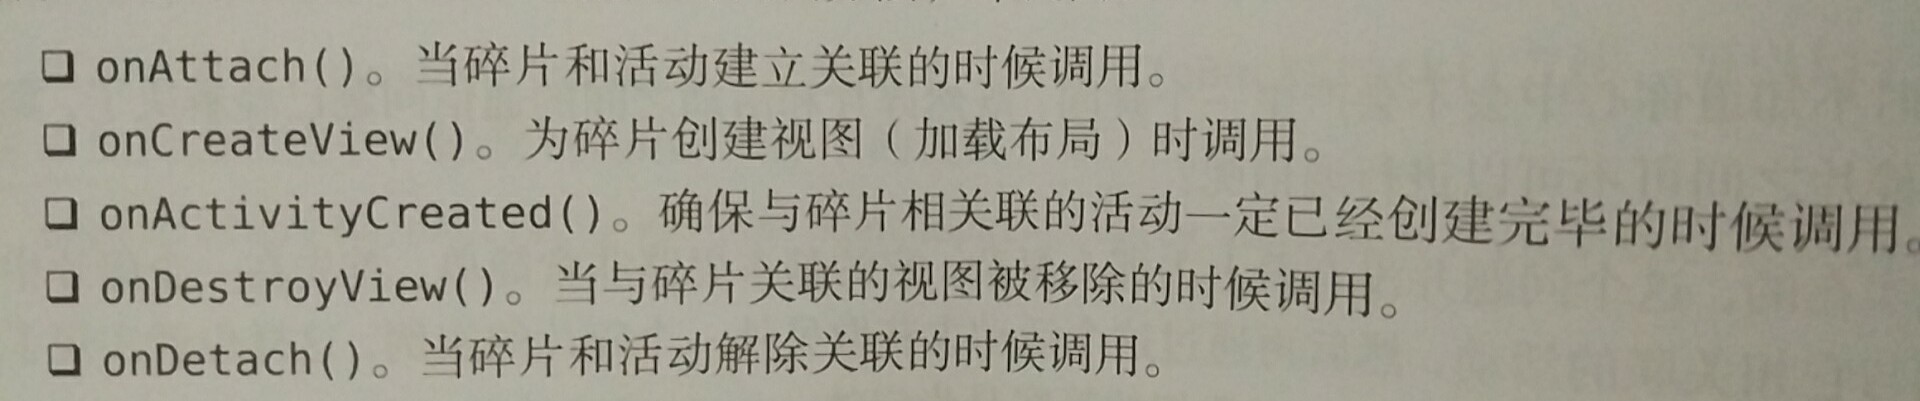 ❑ onAttach()。当碎片和活动建立关联的时候调用。
❑ onCreateView()。为碎片创建视图（加载布局）时调用。
❑ onActivityCreated()。确保与碎片相关联的活动一定已经创建完毕的时候调用。
❑ onDestroyView()。当与碎片关联的视图被移除的时候调用。
❑ onDetach()。当碎片和活动解除关联的时候调用。